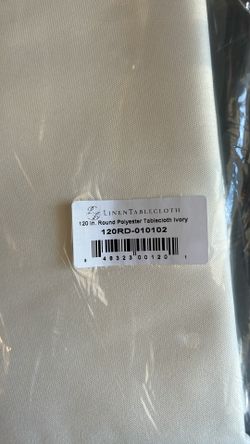 LinenTablecloth
120 in. Round Polyester Tablecloth Ivory
120RD-010102
8 48323 00120 1